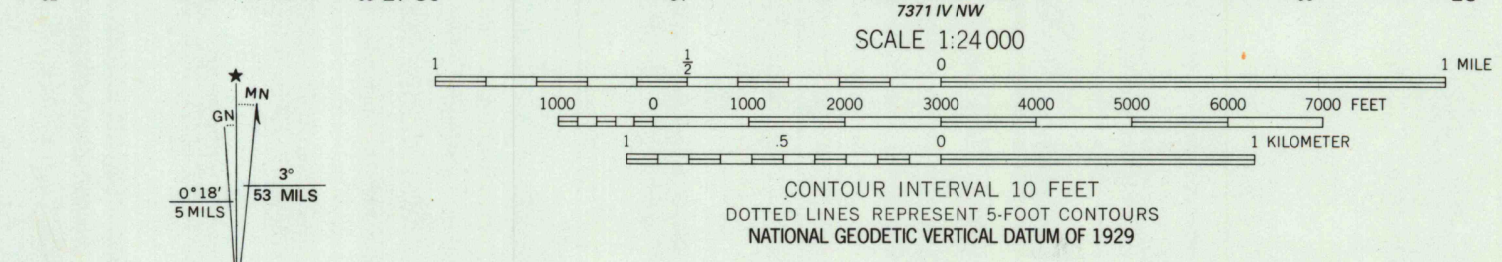 7371 IV NW
SCALE 1:24 000
1 ½ 0 1 MILE
1000 0 1000 2000 3000 4000 5000 6000 7000 FEET
1 .5 0 1 KILOMETER
CONTOUR INTERVAL 10 FEET
DOTTED LINES REPRESENT 5-FOOT CONTOURS
NATIONAL GEODETIC VERTICAL DATUM OF 1929
★
MN
GN
3°
53 MILS
0°18′
5 MILS